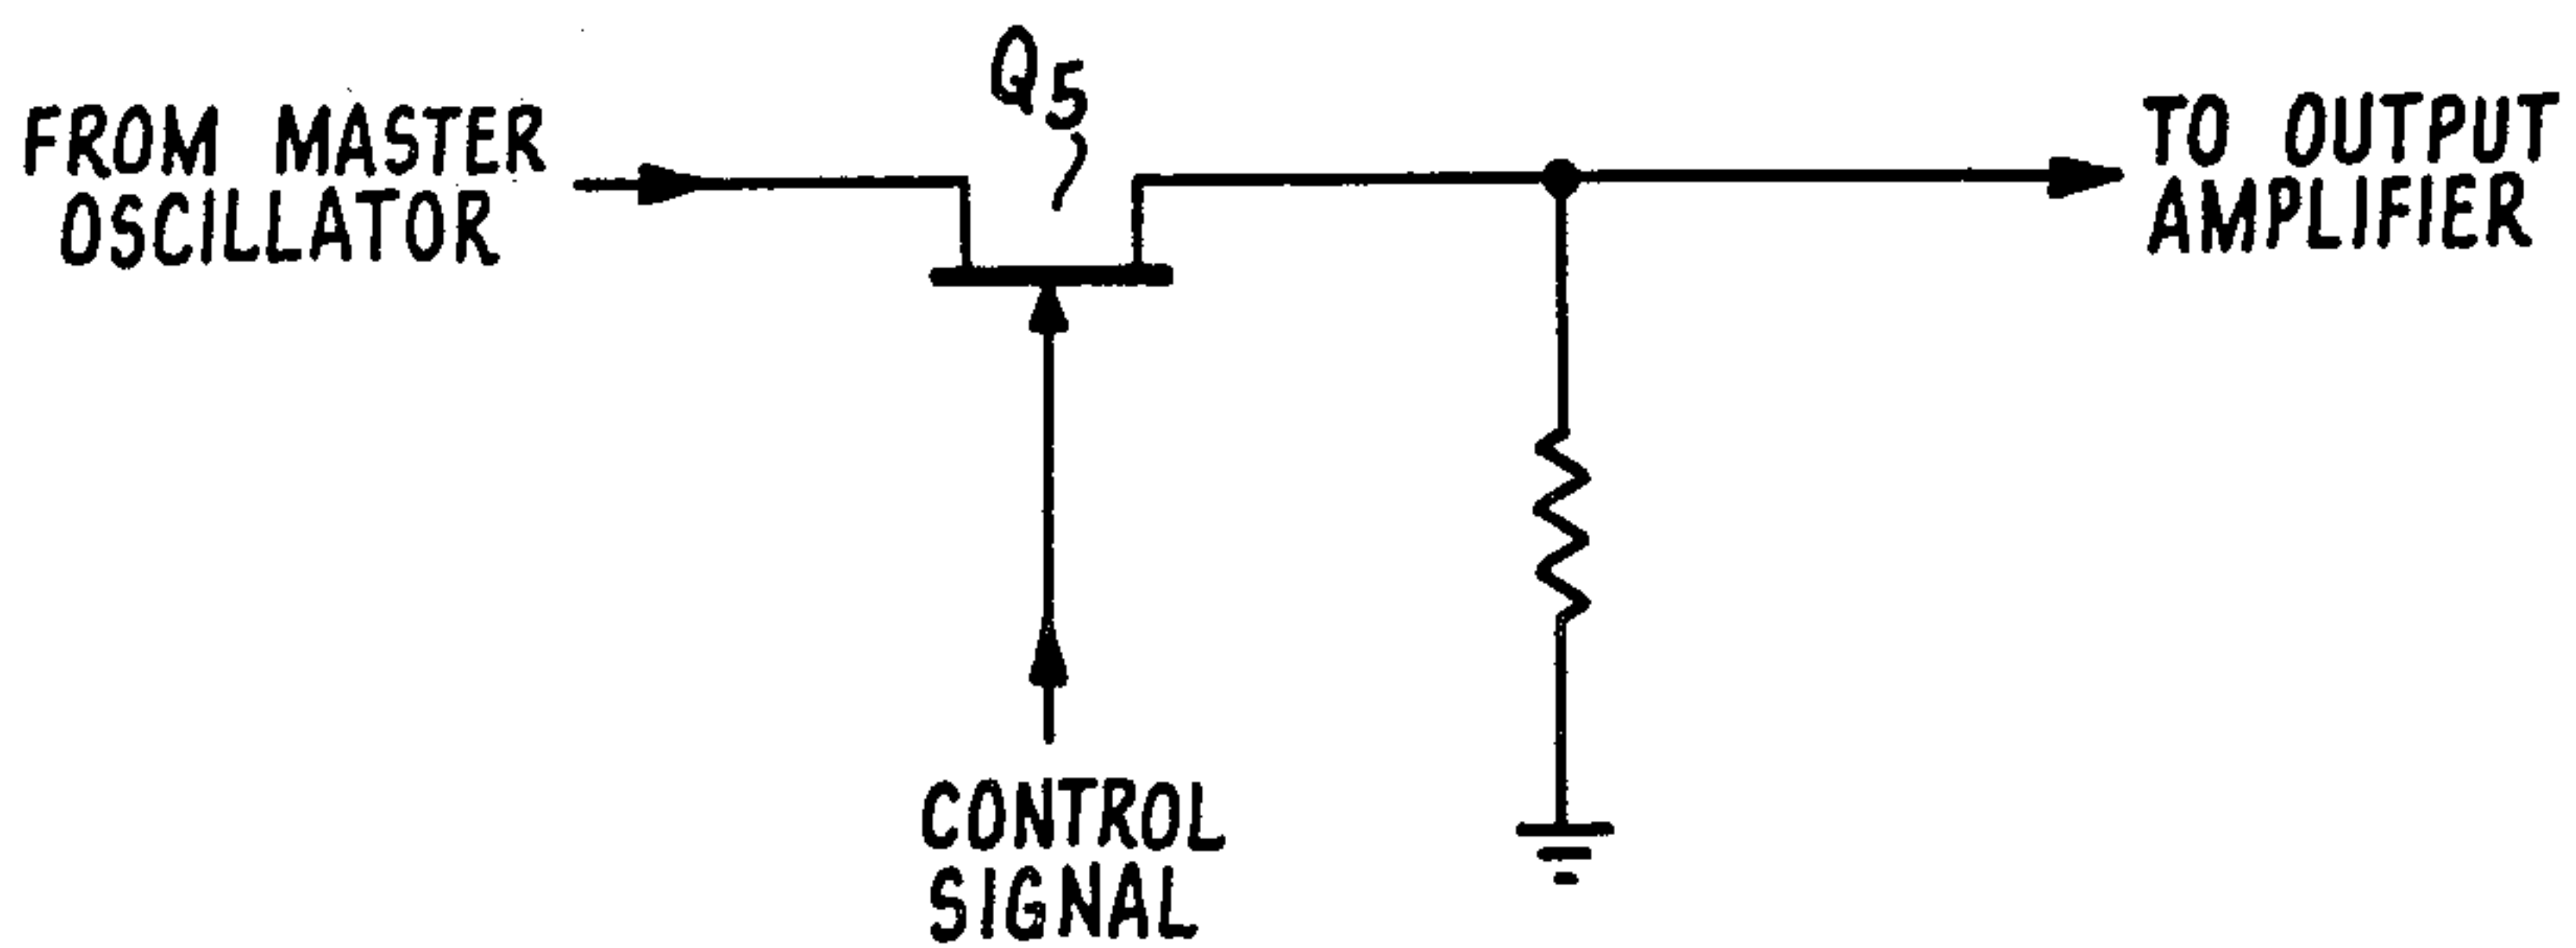 FROM MASTER
OSCILLATOR
Q5
TO OUTPUT
AMPLIFIER
CONTROL
SIGNAL